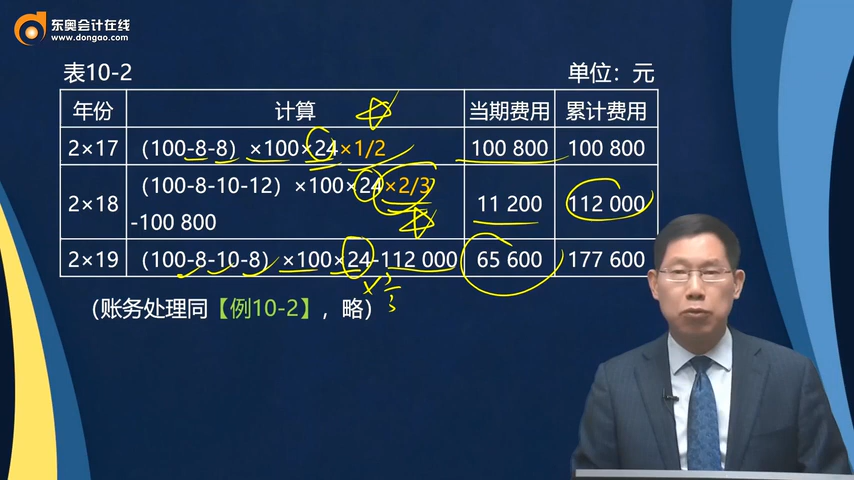 东奥会计在线
www.dongao.com
表10-2 单位：元
年份 计算 当期费用 累计费用
2×17 （100-8-8）×100×24×1/2 100 800 100 800
2×18 （100-8-10-12）×100×24×2/3
-100 800 11 200 112 000
2×19 （100-8-10-8）×100×24-112 000 65 600 177 600
×3/3
（账务处理同【例10-2】，略）